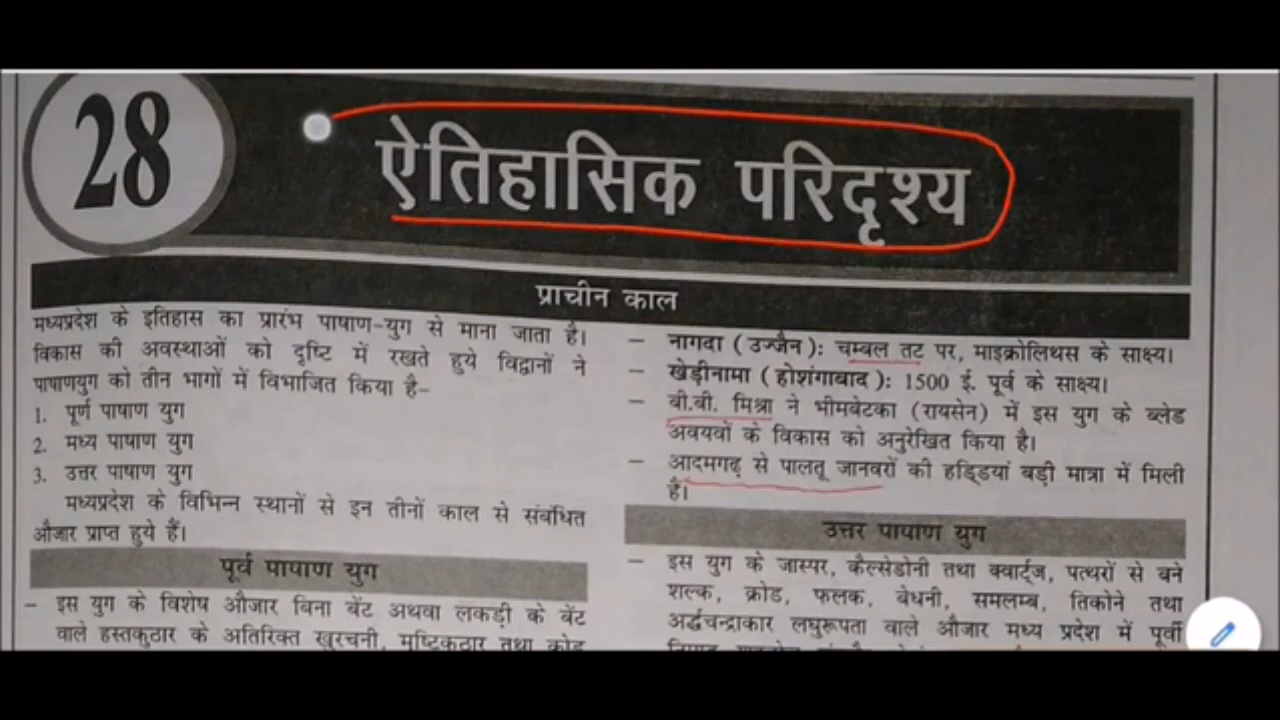 28
ऐतिहासिक परिदृश्य
प्राचीन काल
मध्यप्रदेश के इतिहास का प्रारंभ पाषाण-युग से माना जाता है।
विकास की अवस्थाओं को दृष्टि में रखते हुये विद्वानों ने
पाषाणयुग को तीन भागों में विभाजित किया है-
1. पूर्ण पाषाण युग
2. मध्य पाषाण युग
3. उत्तर पाषाण युग
मध्यप्रदेश के विभिन्न स्थानों से इन तीनों काल से संबंधित
औजार प्राप्त हुये हैं।
पूर्व पाषाण युग
– इस युग के विशेष औजार बिना बेंट अथवा लकड़ी के बेंट
वाले हस्तकुठार के अतिरिक्त खुरचनी, मुष्टिकुठार तथा क्रोड
– नागदा (उज्जैन): चम्बल तट पर, माइक्रोलिथस के साक्ष्य।
– खेड़ीनामा (होशंगाबाद): 1500 ई. पूर्व के साक्ष्य।
– बी.बी. मिश्रा ने भीमबेटका (रायसेन) में इस युग के ब्लेड
अवयवों के विकास को अनुरेखित किया है।
– आदमगढ़ से पालतू जानवरों की हड्डियां बड़ी मात्रा में मिली
है।
उत्तर पाषाण युग
– इस युग के जास्पर, कैल्सेडोनी तथा क्वार्ट्ज, पत्थरों से बने
शल्क, क्रोड, फलक, बेधनी, समलम्ब, तिकोने तथा
अर्द्धचन्द्राकार लघुरूपता वाले औजार मध्य प्रदेश में पूर्वी